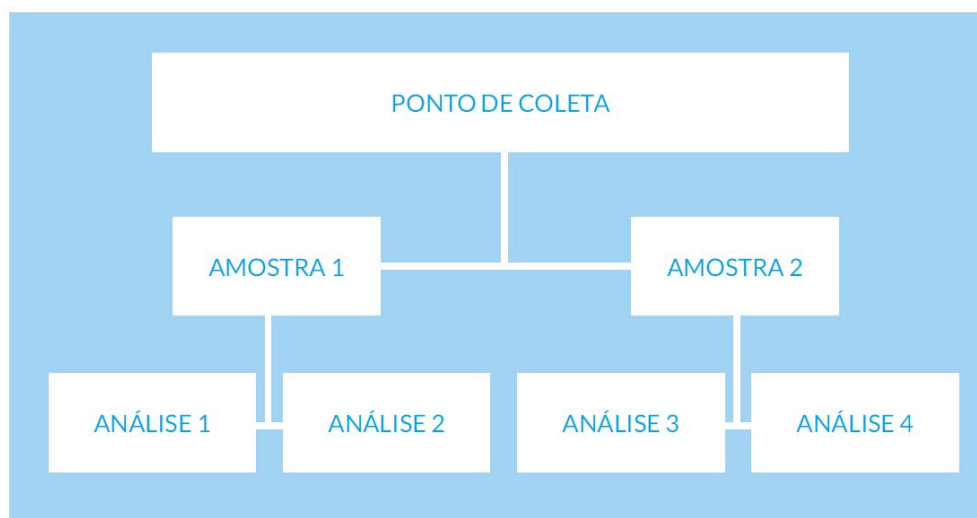 PONTO DE COLETA
AMOSTRA 1
AMOSTRA 2
ANÁLISE 1
ANÁLISE 2
ANÁLISE 3
ANÁLISE 4